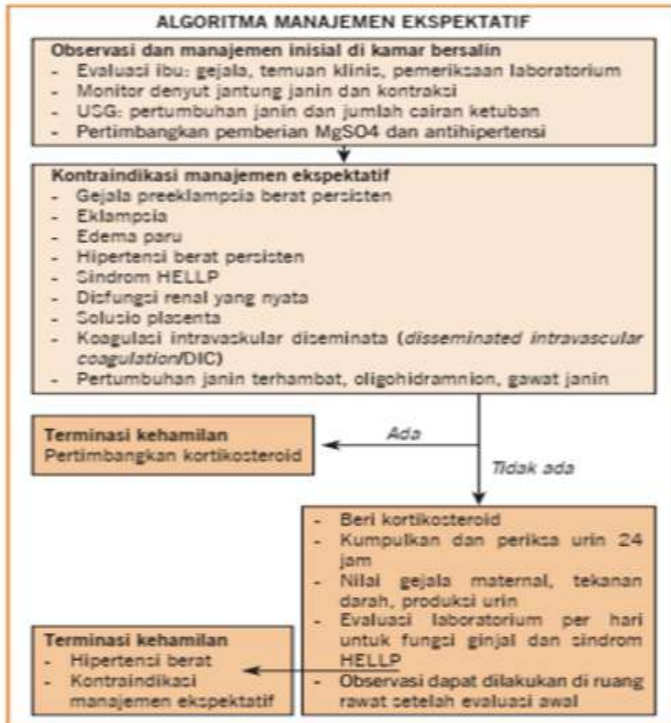 ALGORITMA MANAJEMEN EKSPEKTATIF
Observasi dan manajemen inisial di kamar bersalin
- Evaluasi ibu: gejala, temuan klinis, pemeriksaan laboratorium
- Monitor denyut jantung janin dan kontraksi
- USG: pertumbuhan janin dan jumlah cairan ketuban
- Pertimbangkan pemberian MgSO4 dan antihipertensi
Kontraindikasi manajemen ekspektatif
- Gejala preeklampsia berat persisten
- Eklampsia
- Edema paru
- Hipertensi berat persisten
- Sindrom HELLP
- Disfungsi renal yang nyata
- Solusio plasenta
- Koagulasi intravaskular diseminata (disseminated intravascular
coagulation/DIC)
- Pertumbuhan janin terhambat, oligohidramnion, gawat janin
Ada
Terminasi kehamilan
Pertimbangkan kortikosteroid
Tidak ada
- Beri kortikosteroid
- Kumpulkan dan periksa urin 24
jam
- Nilai gejala maternal, tekanan
darah, produksi urin
- Evaluasi laboratorium per hari
untuk fungsi ginjal dan sindrom
HELLP
- Observasi dapat dilakukan di ruang
rawat setelah evaluasi awal
Terminasi kehamilan
- Hipertensi berat
- Kontraindikasi
manajemen ekspektatif